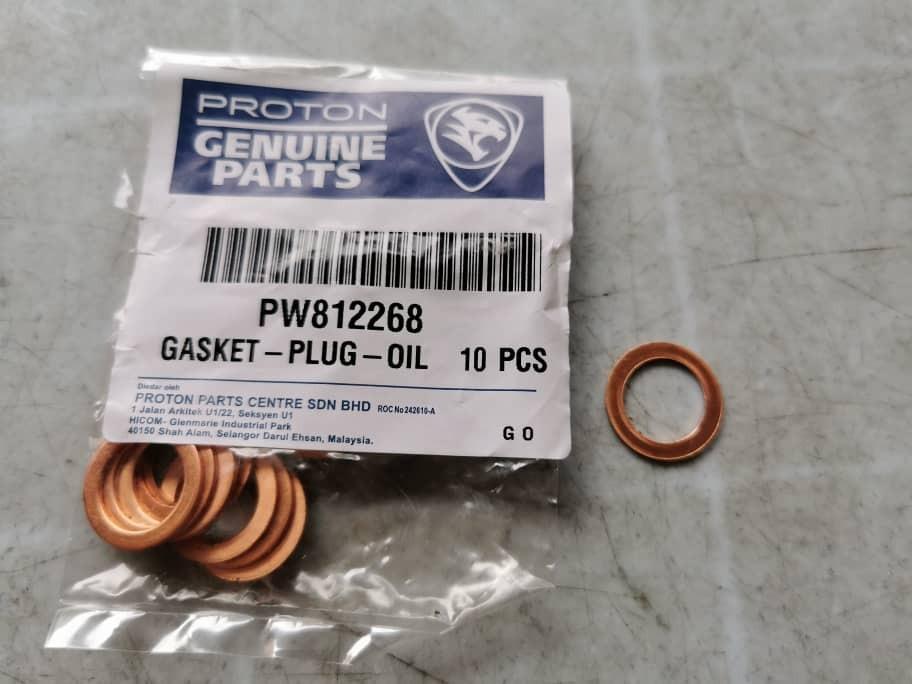 PROTON
GENUINE
PARTS
PW812268
GASKET-PLUG-OIL 10 PCS
Diedar oleh
PROTON PARTS CENTRE SDN BHD ROC No 242610-A
1 Jalan Arkitek U1/22, Seksyen U1
HICOM- Glenmarie Industrial Park
40150 Shah Alam, Selangor Darul Ehsan, Malaysia.
G O